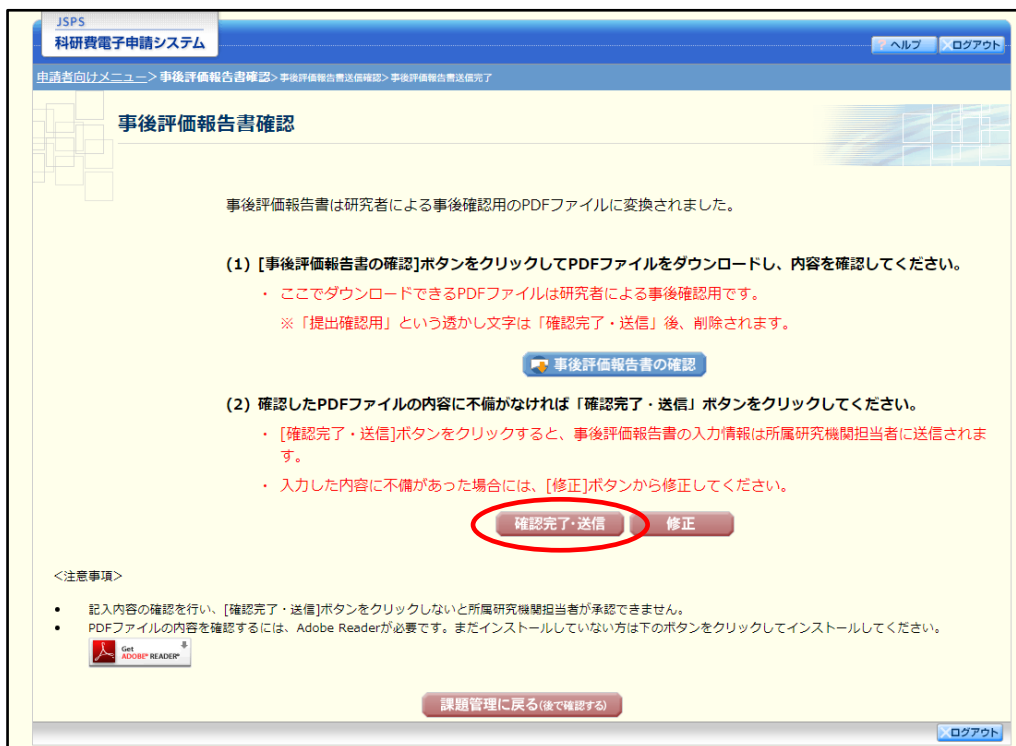 JSPS
科研費電子申請システム
? ヘルプ
×ログアウト
申請者向けメニュー>事後評価報告書確認>事後評価報告書送信確認>事後評価報告書送信完了
事後評価報告書確認
事後評価報告書は研究者による事後確認用のPDFファイルに変換されました。
(1) [事後評価報告書の確認]ボタンをクリックしてPDFファイルをダウンロードし、内容を確認してください。
・ ここでダウンロードできるPDFファイルは研究者による事後確認用です。
※「提出確認用」という透かし文字は「確認完了・送信」後、削除されます。
事後評価報告書の確認
(2) 確認したPDFファイルの内容に不備がなければ「確認完了・送信」ボタンをクリックしてください。
・ [確認完了・送信]ボタンをクリックすると、事後評価報告書の入力情報は所属研究機関担当者に送信されま
す。
・ 入力した内容に不備があった場合には、[修正]ボタンから修正してください。
確認完了・送信
修正
<注意事項>
• 記入内容の確認を行い、[確認完了・送信]ボタンをクリックしないと所属研究機関担当者が承認できません。
• PDFファイルの内容を確認するには、Adobe Readerが必要です。まだインストールしていない方は下のボタンをクリックしてインストールしてください。
Get
ADOBE® READER®
課題管理に戻る(後で確認する)
×ログアウト